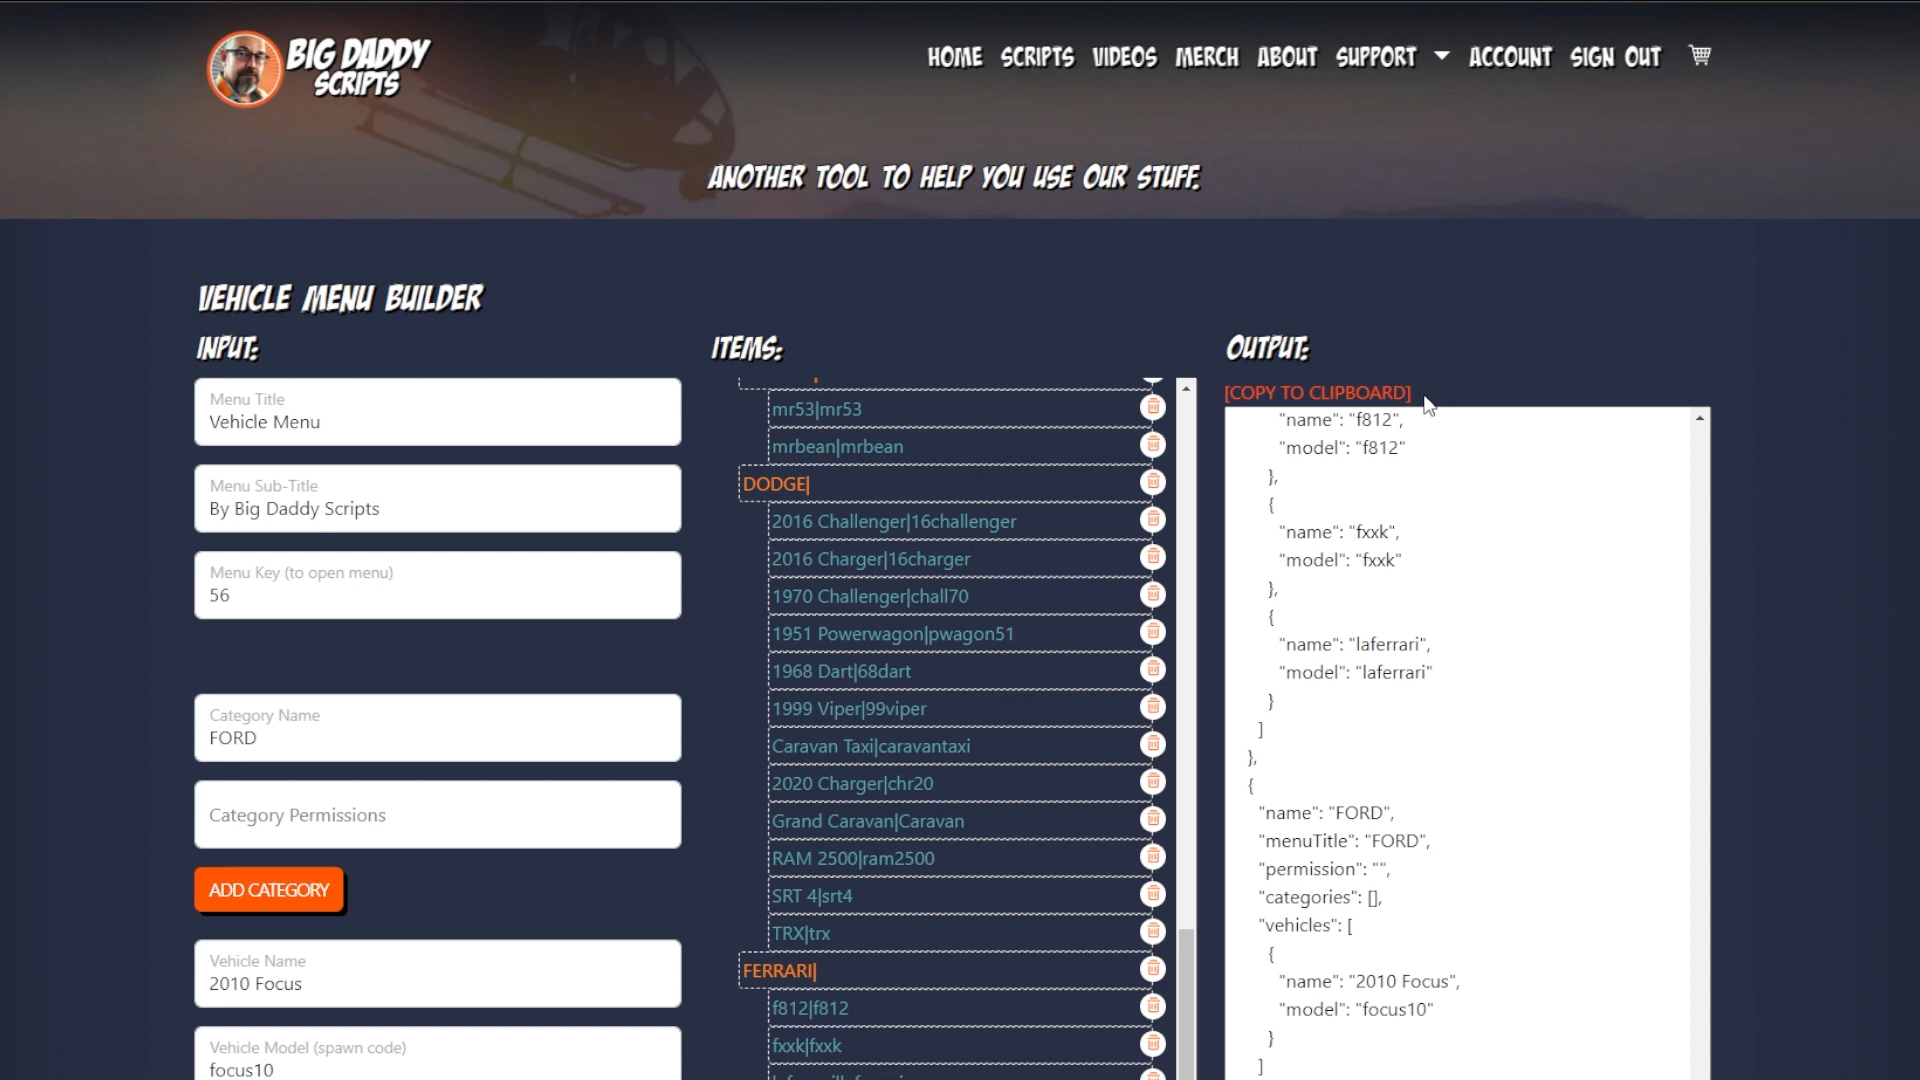 BIG DADDY
SCRIPTS
HOME SCRIPTS VIDEOS MERCH ABOUT SUPPORT ACCOUNT SIGN OUT
ANOTHER TOOL TO HELP YOU USE OUR STUFF.
VEHICLE MENU BUILDER
INPUT:
Menu Title
Vehicle Menu
Menu Sub-Title
By Big Daddy Scripts
Menu Key (to open menu)
56
Category Name
FORD
Category Permissions
ADD CATEGORY
Vehicle Name
2010 Focus
Vehicle Model (spawn code)
focus10
ITEMS:
mr53|mr53
mrbean|mrbean
DODGE|
2016 Challenger|16challenger
2016 Charger|16charger
1970 Challenger|chall70
1951 Powerwagon|pwagon51
1968 Dart|68dart
1999 Viper|99viper
Caravan Taxi|caravantaxi
2020 Charger|chr20
Grand Caravan|Caravan
RAM 2500|ram2500
SRT 4|srt4
TRX|trx
FERRARI|
f812|f812
fxxk|fxxk
OUTPUT:
[COPY TO CLIPBOARD]
"name": "f812",
"model": "f812"
},
{
"name": "fxxk",
"model": "fxxk"
},
{
"name": "laferrari",
"model": "laferrari"
}
]
},
{
"name": "FORD",
"menuTitle": "FORD",
"permission": "",
"categories": [],
"vehicles": [
{
"name": "2010 Focus",
"model": "focus10"
}
]